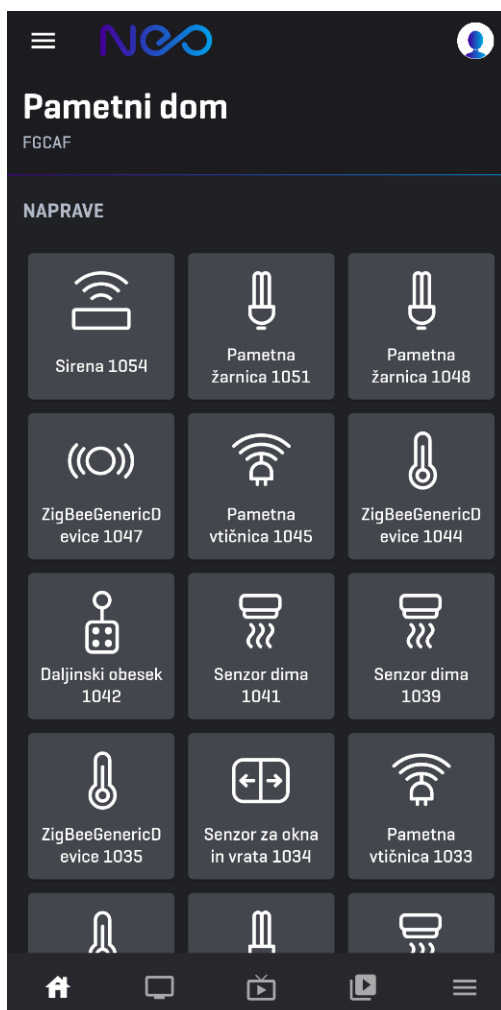 Neo
Pametni dom
FGCAF
NAPRAVE
Sirena 1054
Pametna
žarnica 1051
Pametna
žarnica 1048
ZigBeeGenericD
evice 1047
Pametna
vtičnica 1045
ZigBeeGenericD
evice 1044
Daljinski obesek
1042
Senzor dima
1041
Senzor dima
1039
ZigBeeGenericD
evice 1035
Senzor za okna
in vrata 1034
Pametna
vtičnica 1033